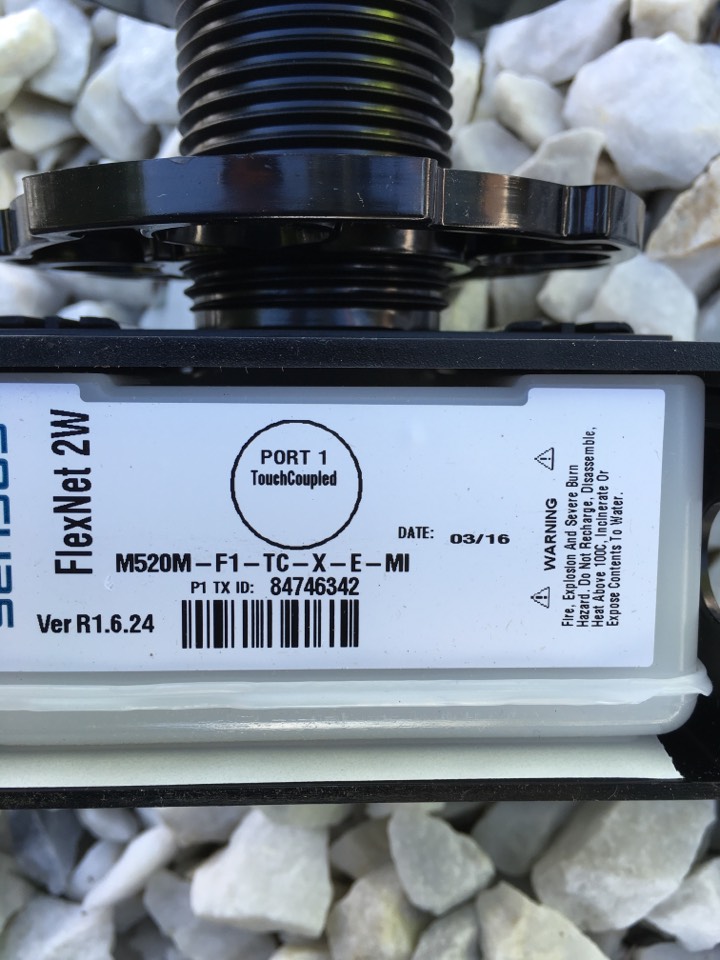 SENSUS
FlexNet 2W
PORT 1
TouchCoupled
DATE: 03/16
M520M-F1-TC-X-E-MI
P1 TX ID: 84746342
Ver R1.6.24
WARNING
Fire, Explosion And Severe Burn
Hazard. Do Not Recharge, Disassemble,
Heat Above 100C, Incinerate Or
Expose Contents To Water.